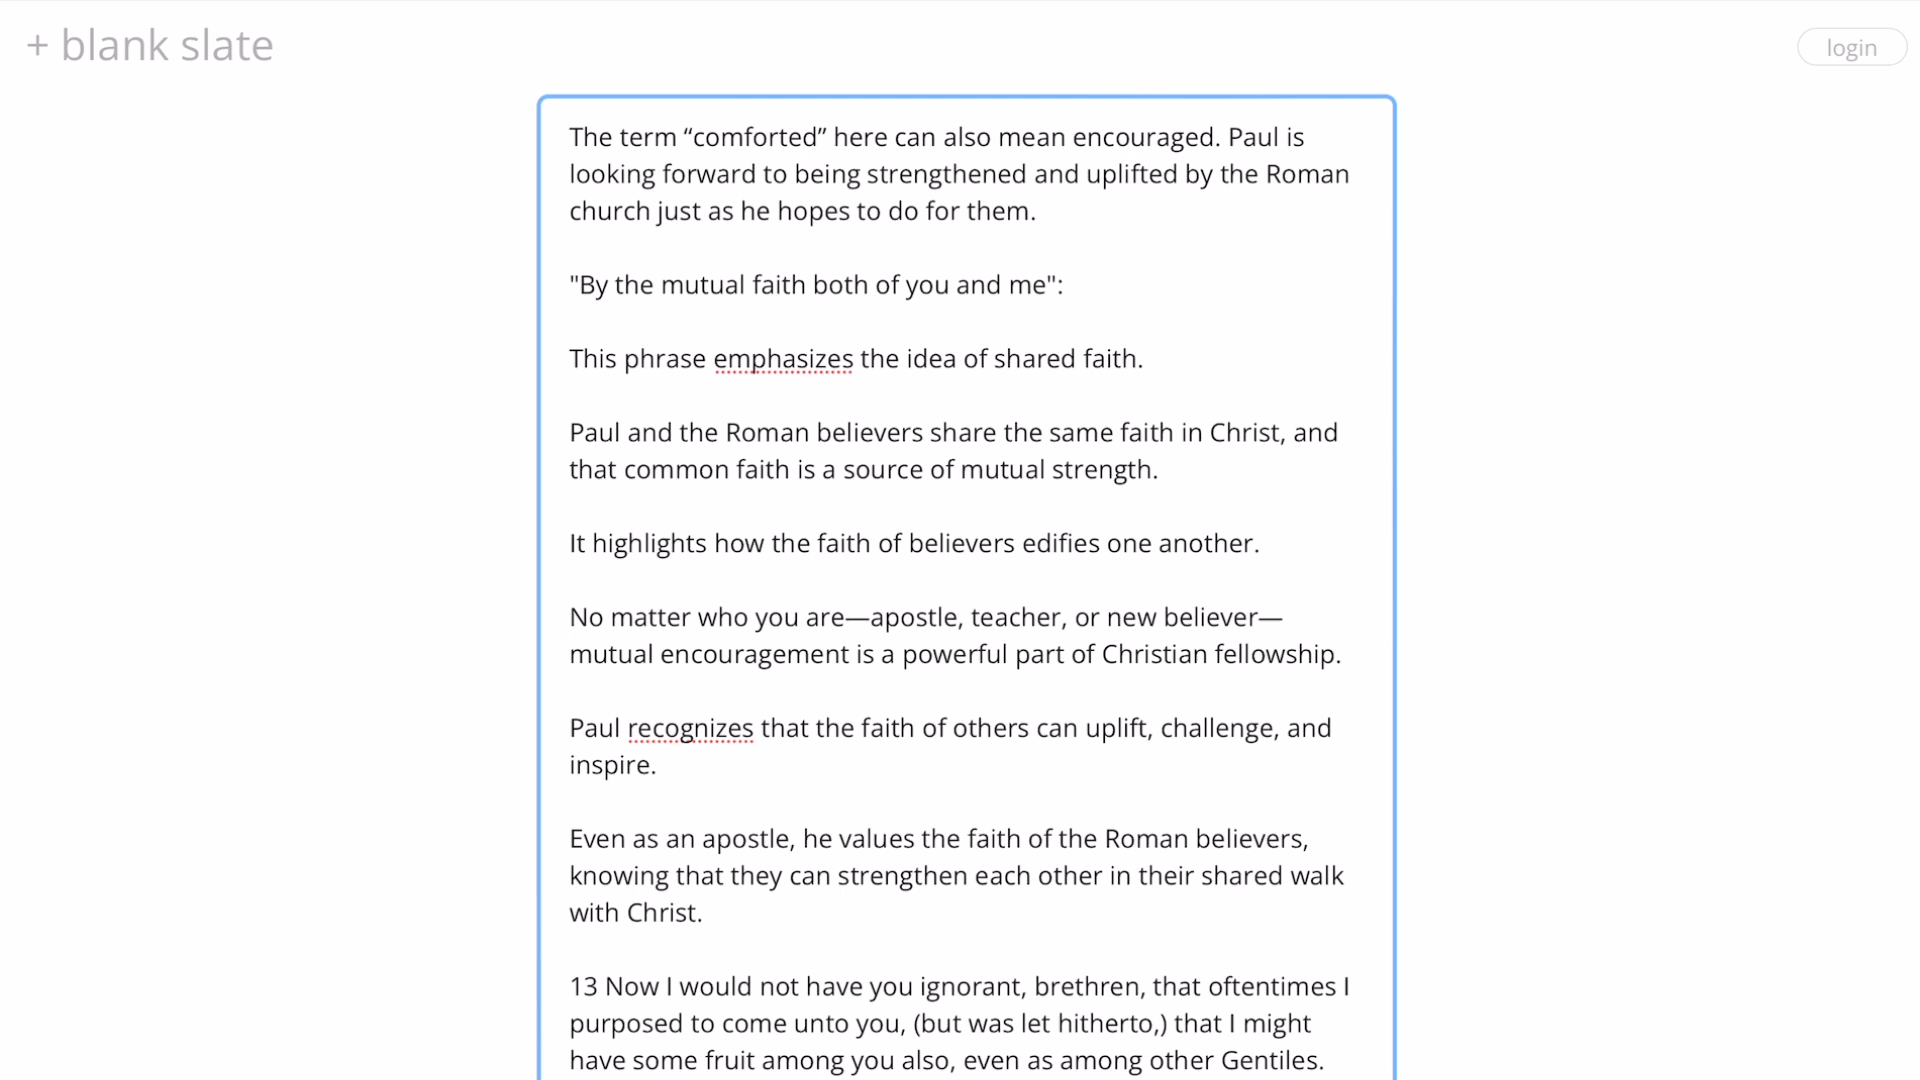 + blank slate
login
The term “comforted” here can also mean encouraged. Paul is
looking forward to being strengthened and uplifted by the Roman
church just as he hopes to do for them.
"By the mutual faith both of you and me":
This phrase emphasizes the idea of shared faith.
Paul and the Roman believers share the same faith in Christ, and
that common faith is a source of mutual strength.
It highlights how the faith of believers edifies one another.
No matter who you are—apostle, teacher, or new believer—
mutual encouragement is a powerful part of Christian fellowship.
Paul recognizes that the faith of others can uplift, challenge, and
inspire.
Even as an apostle, he values the faith of the Roman believers,
knowing that they can strengthen each other in their shared walk
with Christ.
13 Now I would not have you ignorant, brethren, that oftentimes I
purposed to come unto you, (but was let hitherto,) that I might
have some fruit among you also, even as among other Gentiles.